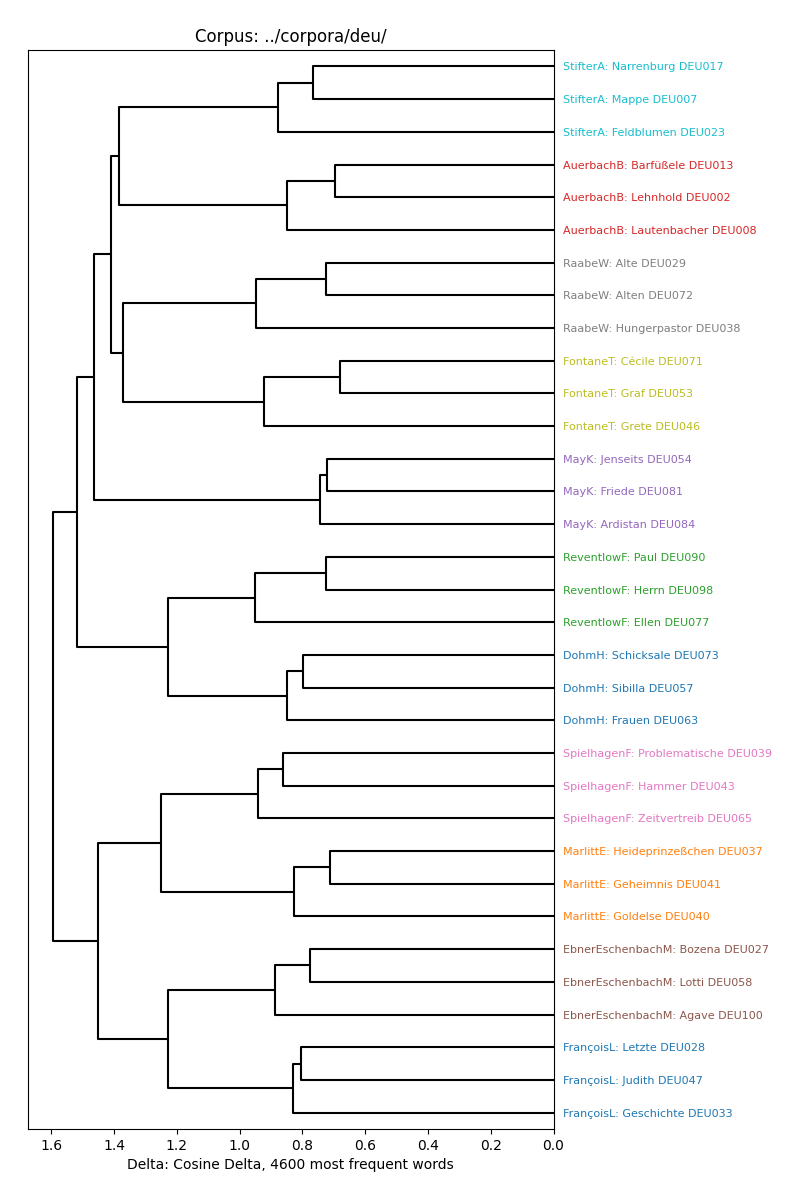 Corpus: ../corpora/deu/
StifterA: Narrenburg DEU017
StifterA: Mappe DEU007
StifterA: Feldblumen DEU023
AuerbachB: Barfüßele DEU013
AuerbachB: Lehnhold DEU002
AuerbachB: Lautenbacher DEU008
RaabeW: Alte DEU029
RaabeW: Alten DEU072
RaabeW: Hungerpastor DEU038
FontaneT: Cécile DEU071
FontaneT: Graf DEU053
FontaneT: Grete DEU046
MayK: Jenseits DEU054
MayK: Friede DEU081
MayK: Ardistan DEU084
ReventlowF: Paul DEU090
ReventlowF: Herrn DEU098
ReventlowF: Ellen DEU077
DohmH: Schicksale DEU073
DohmH: Sibilla DEU057
DohmH: Frauen DEU063
SpielhagenF: Problematische DEU039
SpielhagenF: Hammer DEU043
SpielhagenF: Zeitvertreib DEU065
MarlittE: Heideprinzeßchen DEU037
MarlittE: Geheimnis DEU041
MarlittE: Goldelse DEU040
EbnerEschenbachM: Bozena DEU027
EbnerEschenbachM: Lotti DEU058
EbnerEschenbachM: Agave DEU100
FrançoisL: Letzte DEU028
FrançoisL: Judith DEU047
FrançoisL: Geschichte DEU033
1.6 1.4 1.2 1.0 0.8 0.6 0.4 0.2 0.0
Delta: Cosine Delta, 4600 most frequent words